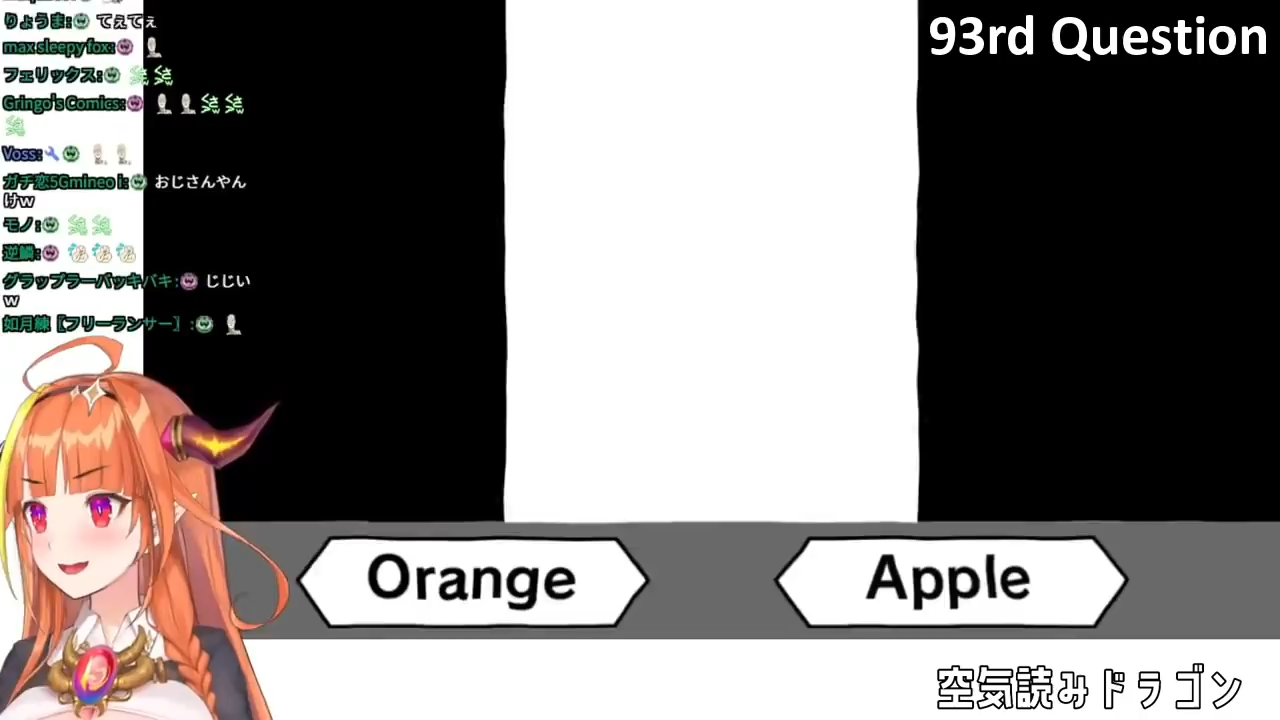 りょうま: てぇてぇ
93rd Question
max sleepy fox:
フェリックス:
Gringo's Comics:
Voss:
ガチ恋5Gmineo i: おじさんやん
けw
モノ:
逆鱗:
グラップラーバッキバキ: じじい
w
如月練〖フリーランサー〗:
Orange
Apple
空気読みドラゴン